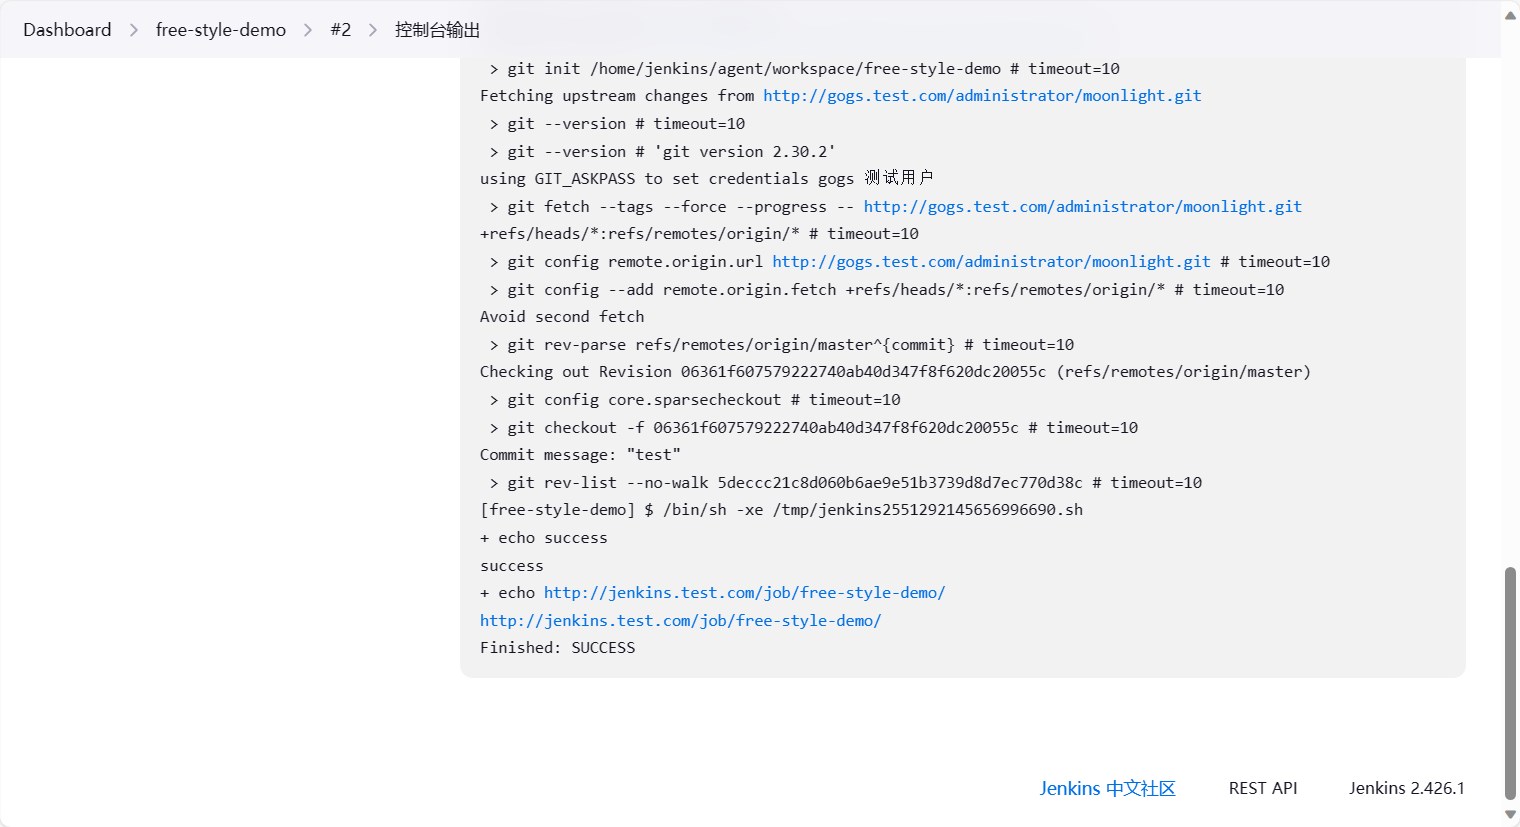 Dashboard > free-style-demo > #2 > 控制台输出
> git init /home/jenkins/agent/workspace/free-style-demo # timeout=10
Fetching upstream changes from http://gogs.test.com/administrator/moonlight.git
> git --version # timeout=10
> git --version # 'git version 2.30.2'
using GIT_ASKPASS to set credentials gogs 测试用户
> git fetch --tags --force --progress -- http://gogs.test.com/administrator/moonlight.git
+refs/heads/*:refs/remotes/origin/* # timeout=10
> git config remote.origin.url http://gogs.test.com/administrator/moonlight.git # timeout=10
> git config --add remote.origin.fetch +refs/heads/*:refs/remotes/origin/* # timeout=10
Avoid second fetch
> git rev-parse refs/remotes/origin/master^{commit} # timeout=10
Checking out Revision 06361f607579222740ab40d347f8f620dc20055c (refs/remotes/origin/master)
> git config core.sparsecheckout # timeout=10
> git checkout -f 06361f607579222740ab40d347f8f620dc20055c # timeout=10
Commit message: "test"
> git rev-list --no-walk 5deccc21c8d060b6ae9e51b3739d8d7ec770d38c # timeout=10
[free-style-demo] $ /bin/sh -xe /tmp/jenkins2551292145656996690.sh
+ echo success
success
+ echo http://jenkins.test.com/job/free-style-demo/
http://jenkins.test.com/job/free-style-demo/
Finished: SUCCESS
Jenkins 中文社区 REST API Jenkins 2.426.1